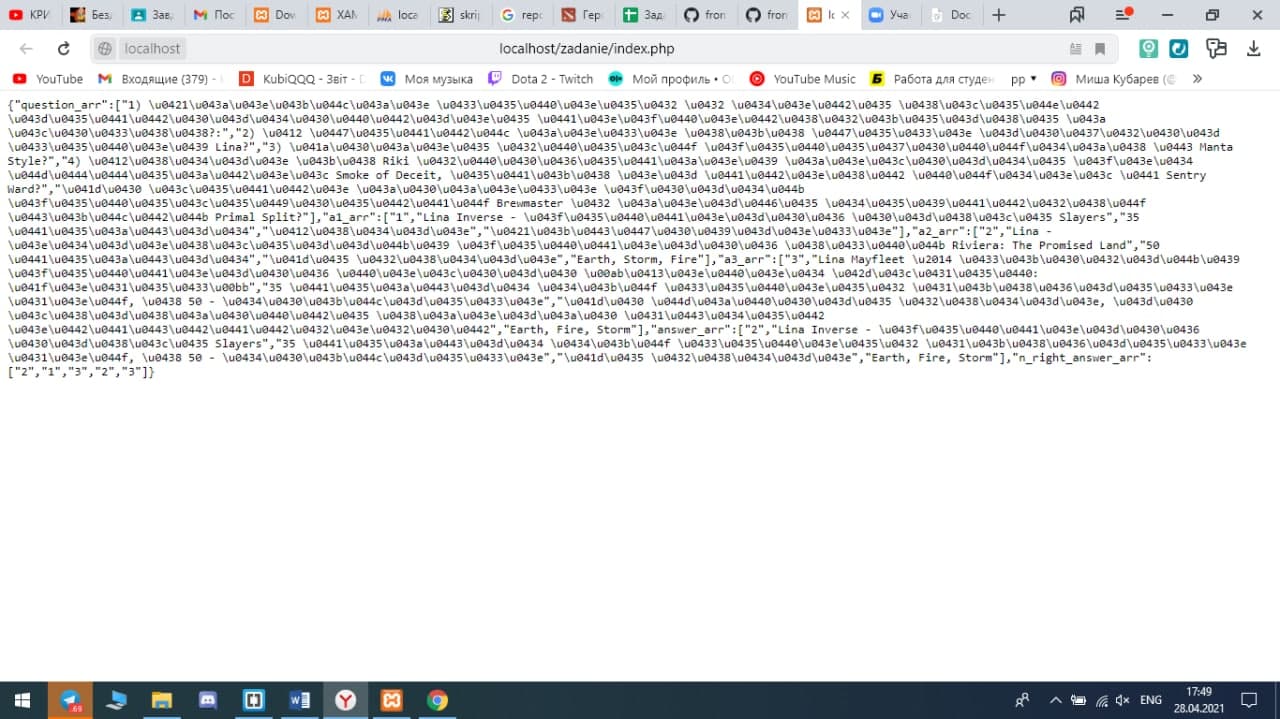 КРИ
Без
Зав
Пос
Dow
XAN
loca
skrip
repo
Геро
Зада
fron
fron
lo
Уча
Doc
localhost
localhost/zadanie/index.php
YouTube
Входящие (379) -
KubiQQQ - Звіт - D
Моя музыка
Dota 2 - Twitch
Мой профиль •
YouTube Music
Работа для студен
pp
Миша Кубарев (@
{"question_arr":["1) \u0421\u043a\u043e\u043b\u044c\u043a\u043e \u0433\u0435\u0440\u043e\u0435\u0432 \u0432 \u0434\u043e\u0442\u0435 \u0438\u043c\u0435\u044e\u0442
\u043d\u0435\u0441\u0442\u0430\u043d\u0434\u0430\u0440\u0442\u043d\u043e\u0435 \u0441\u043e\u043f\u0440\u043e\u0442\u0438\u0432\u043b\u0435\u043d\u0438\u0435 \u043a
\u043c\u0430\u0433\u0438\u0438?:","2) \u0412 \u0447\u0435\u0441\u0442\u044c \u043a\u043e\u0433\u043e \u0438\u043b\u0438 \u0447\u0435\u0433\u043e \u043d\u0430\u0437\u0432\u0430\u043d
\u0433\u0435\u0440\u043e\u0439 Lina?","3) \u041a\u0430\u043a\u043e\u0435 \u0432\u0440\u0435\u043c\u044f \u043f\u0435\u0440\u0435\u0437\u0430\u0440\u044f\u0434\u043a\u0438 \u0443 Manta
Style?","4) \u0412\u0438\u0434\u043d\u043e \u043b\u0438 Riki \u0432\u0440\u0430\u0436\u0435\u0441\u043a\u043e\u0439 \u043a\u043e\u043c\u0430\u043d\u0434\u0435 \u043f\u043e\u0434
\u044d\u0444\u0444\u0435\u043a\u0442\u043e\u043c Smoke of Deceit, \u0435\u0441\u043b\u0438 \u043e\u043d \u0441\u0442\u043e\u0438\u0442 \u0440\u044f\u0434\u043e\u043c \u0441 Sentry
Ward?","\u041d\u0430 \u043c\u0435\u0441\u0442\u043e \u043a\u0430\u043a\u043e\u0433\u043e \u043f\u0430\u043d\u0434\u044b
\u043f\u0435\u0440\u0435\u043c\u0435\u0449\u0430\u0435\u0442\u0441\u044f Brewmaster \u0432 \u043a\u043e\u043d\u0446\u0435 \u0434\u0435\u0439\u0441\u0442\u0432\u0438\u044f
\u0443\u043b\u044c\u0442\u044b Primal Split?"],"a1_arr":["1","Lina Inverse - \u043f\u0435\u0440\u0441\u043e\u043d\u0430\u0436 \u0430\u043d\u0438\u043c\u0435 Slayers","35
\u0441\u0435\u043a\u0443\u043d\u0434","\u0412\u0438\u0434\u043d\u043e","\u0421\u043b\u0443\u0447\u0430\u0439\u043d\u043e\u0433\u043e"],"a2_arr":["2","Lina -
\u043e\u0434\u043d\u043e\u0438\u043c\u0435\u043d\u043d\u044b\u0439 \u043f\u0435\u0440\u0441\u043e\u043d\u0430\u0436 \u0438\u0433\u0440\u044b Riviera: The Promised Land","50
\u0441\u0435\u043a\u0443\u043d\u0434","\u041d\u0435 \u0432\u0438\u0434\u043d\u043e","Earth, Storm, Fire"],"a3_arr":["3","Lina Mayfleet \u2014 \u0433\u043b\u0430\u0432\u043d\u044b\u0439
\u043f\u0435\u0440\u0441\u043e\u043d\u0430\u0436 \u0440\u043e\u043c\u0430\u043d\u0430 \u00ab\u0413\u043e\u0440\u043e\u0434 \u042d\u043c\u0431\u0435\u0440:
\u041f\u043e\u0431\u0435\u0433\u00bb","35 \u0441\u0435\u043a\u0443\u043d\u0434 \u0434\u043b\u044f \u0433\u0435\u0440\u043e\u0435\u0432 \u0431\u043b\u0438\u0436\u043d\u0435\u0433\u043e
\u0431\u043e\u044f, \u0438 50 - \u0434\u0430\u043b\u044c\u043d\u0435\u0433\u043e","\u041d\u0430 \u044d\u043a\u0440\u0430\u043d\u0435 \u0432\u0438\u0434\u043d\u043e, \u043d\u0430
\u043c\u0438\u043d\u0438\u043a\u0430\u0440\u0442\u0435 \u0438\u043a\u043e\u043d\u043a\u0430 \u0431\u0443\u0434\u0435\u0442
\u043e\u0442\u0441\u0443\u0442\u0441\u0442\u0432\u043e\u0432\u0430\u0442","Earth, Fire, Storm"],"answer_arr":["2","Lina Inverse - \u043f\u0435\u0440\u0441\u043e\u043d\u0430\u0436
\u0430\u043d\u0438\u043c\u0435 Slayers","35 \u0441\u0435\u043a\u0443\u043d\u0434 \u0434\u043b\u044f \u0433\u0435\u0440\u043e\u0435\u0432 \u0431\u043b\u0438\u0436\u043d\u0435\u0433\u043e
\u0431\u043e\u044f, \u0438 50 - \u0434\u0430\u043b\u044c\u043d\u0435\u0433\u043e","\u041d\u0435 \u0432\u0438\u0434\u043d\u043e","Earth, Fire, Storm"],"n_right_answer_arr":
["2","1","3","2","3"]}
69
ENG
17:49
28.04.2021